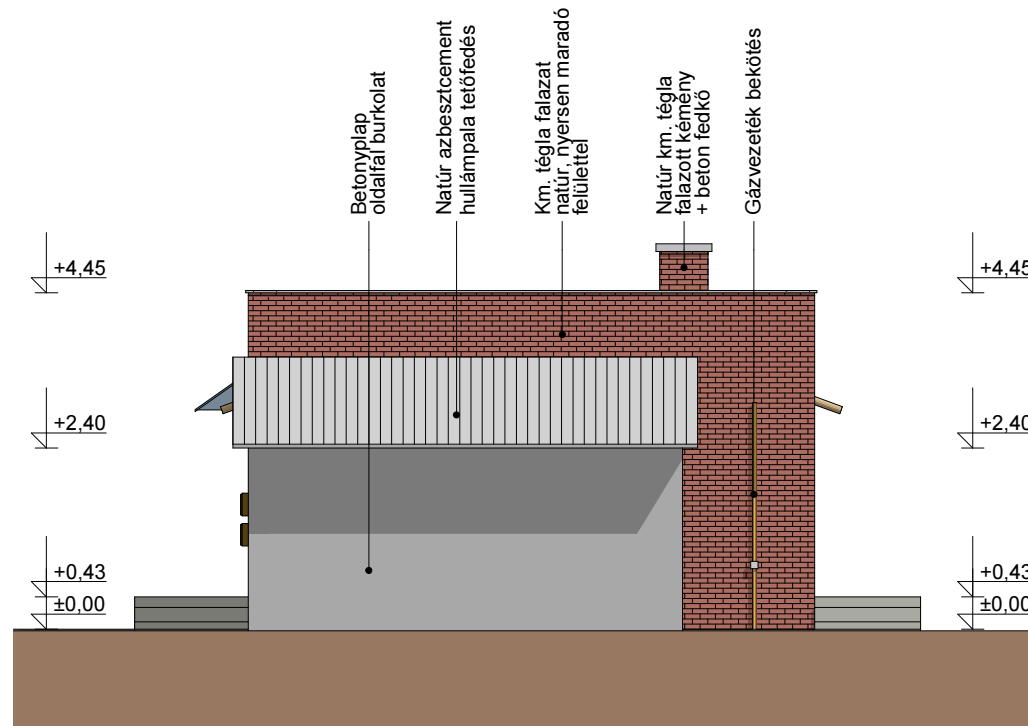 Betonyplap
oldalfal burkolat
Natúr azbesztcement
hullámpala tetőfedés
Km. tégla falazat
natúr, nyersen maradó
felülettel
Natúr km. tégla
falazott kémény
+ beton fedkő
Gázvezeték bekötés
+4,45
+4,45
+2,40
+2,40
+0,43
+0,43
±0,00
±0,00